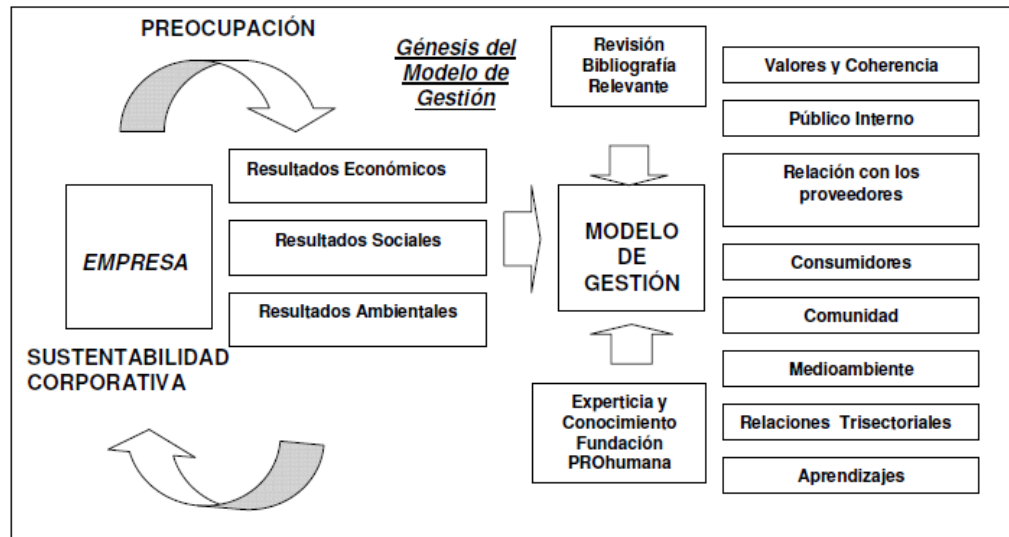 PREOCUPACIÓN
Génesis del
Modelo de
Gestión
Revisión
Bibliografía
Relevante
Valores y Coherencia
Público Interno
Relación con los
proveedores
Consumidores
Comunidad
Medioambiente
Relaciones Trisectoriales
Aprendizajes
Resultados Económicos
Resultados Sociales
Resultados Ambientales
EMPRESA
MODELO
DE
GESTIÓN
SUSTENTABILIDAD
CORPORATIVA
Experticia y
Conocimiento
Fundación
PROhumana